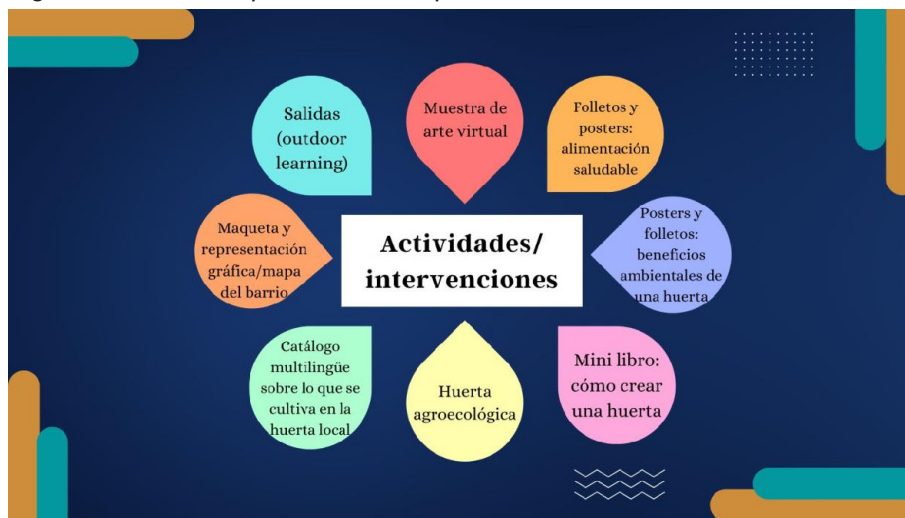 Salidas
(outdoor
learning)
Muestra de
arte virtual
Folletos y
posters:
alimentación
saludable
Maqueta y
representación
gráfica/mapa
del barrio
Actividades/
intervenciones
Posters y
folletos:
beneficios
ambientales de
una huerta
Catálogo
multilingüe
sobre lo que se
cultiva en la
huerta local
Huerta
agroecológica
Mini libro:
cómo crear
una huerta